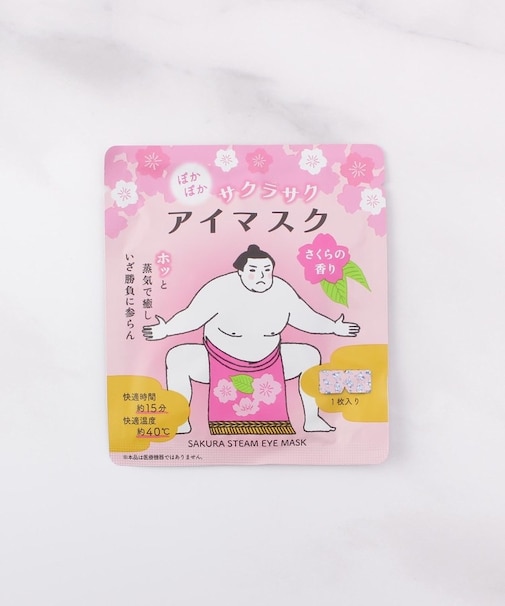 ぽか
ぽか
サクラサク
アイマスク
さくらの
香り
ホッと
蒸気で癒し
いざ勝負に参らん
快適時間
約15分
快適温度
約40℃
1枚入り
SAKURA STEAM EYE MASK
※本品は医療機器ではありません。